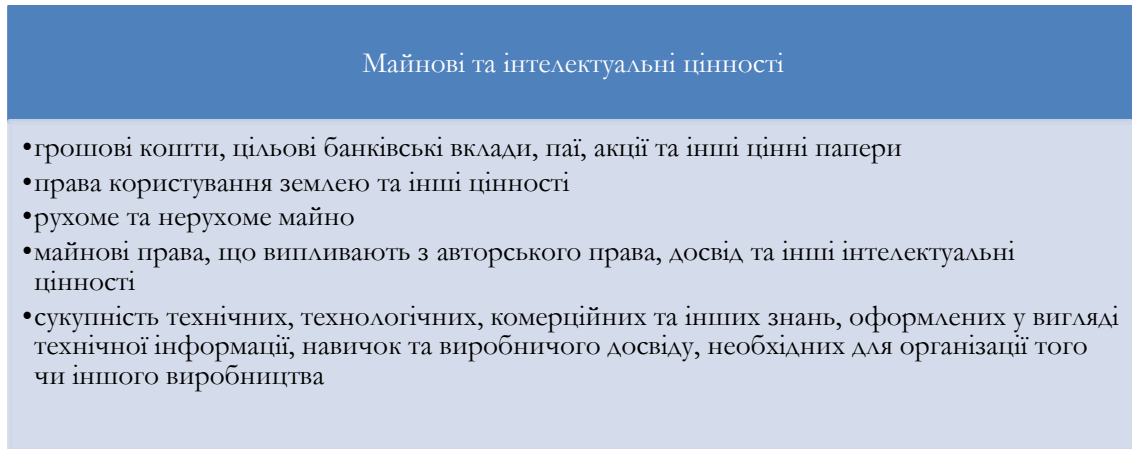 Майнові та інтелектуальні цінності
•грошові кошти, цільові банківські вклади, паї, акції та інші цінні папери
•права користування землею та інші цінності
•рухоме та нерухоме майно
•майнові права, що випливають з авторського права, досвід та інші інтелектуальні
цінності
•сукупність технічних, технологічних, комерційних та інших знань, оформлених у вигляді
технічної інформації, навичок та виробничого досвіду, необхідних для організації того
чи іншого виробництва